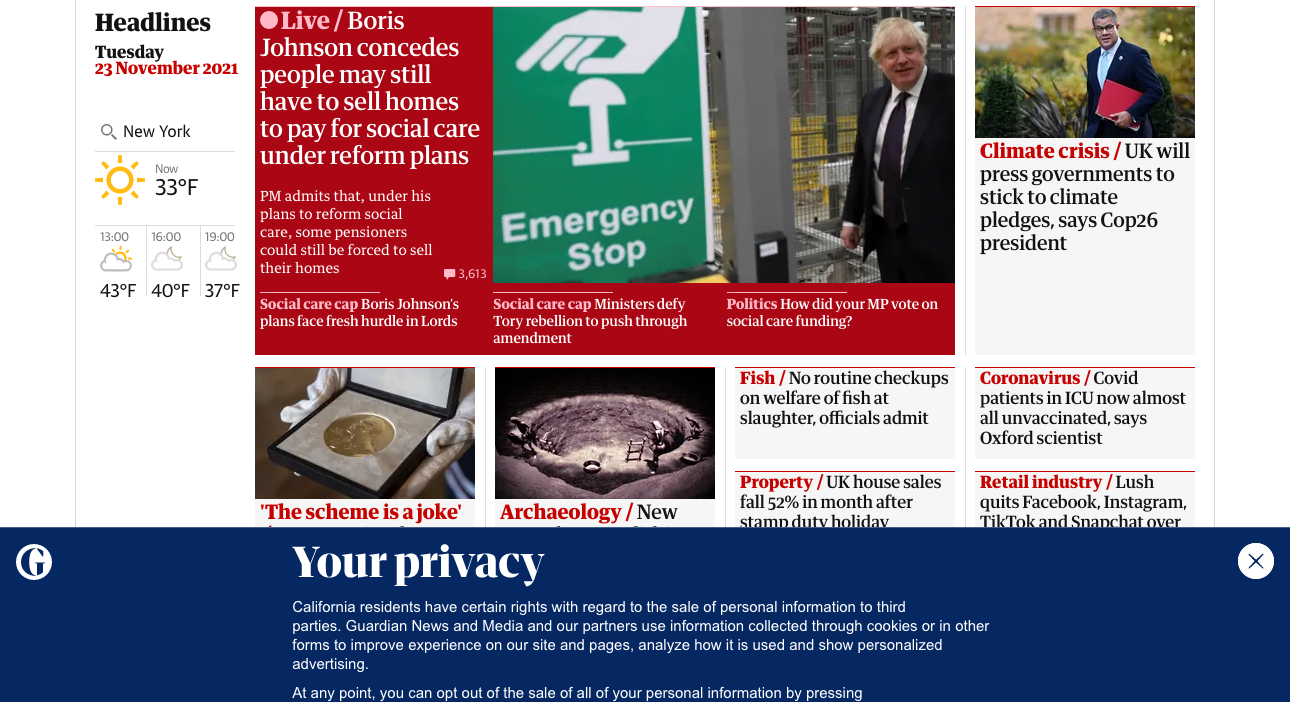 Headlines
Tuesday
23 November 2021
New York
Now
33°F
13:00
16:00
19:00
43°F
40°F
37°F
Live / Boris
Johnson concedes
people may still
have to sell homes
to pay for social care
under reform plans
PM admits that, under his
plans to reform social
care, some pensioners
could still be forced to sell
their homes
3,613
Emergency
Stop
Social care cap Boris Johnson's
plans face fresh hurdle in Lords
Social care cap Ministers defy
Tory rebellion to push through
amendment
Politics How did your MP vote on
social care funding?
Climate crisis / UK will
press governments to
stick to climate
pledges, says Cop26
president
'The scheme is a joke'
Archaeology / New
Fish / No routine checkups
on welfare of fish at
slaughter, officials admit
Property / UK house sales
fall 52% in month after
stamp duty holiday
Coronavirus / Covid
patients in ICU now almost
all unvaccinated, says
Oxford scientist
Retail industry / Lush
quits Facebook, Instagram,
TikTok and Snapchat over
G
Your privacy
California residents have certain rights with regard to the sale of personal information to third
parties. Guardian News and Media and our partners use information collected through cookies or in other
forms to improve experience on our site and pages, analyze how it is used and show personalized
advertising.
At any point, you can opt out of the sale of all of your personal information by pressing